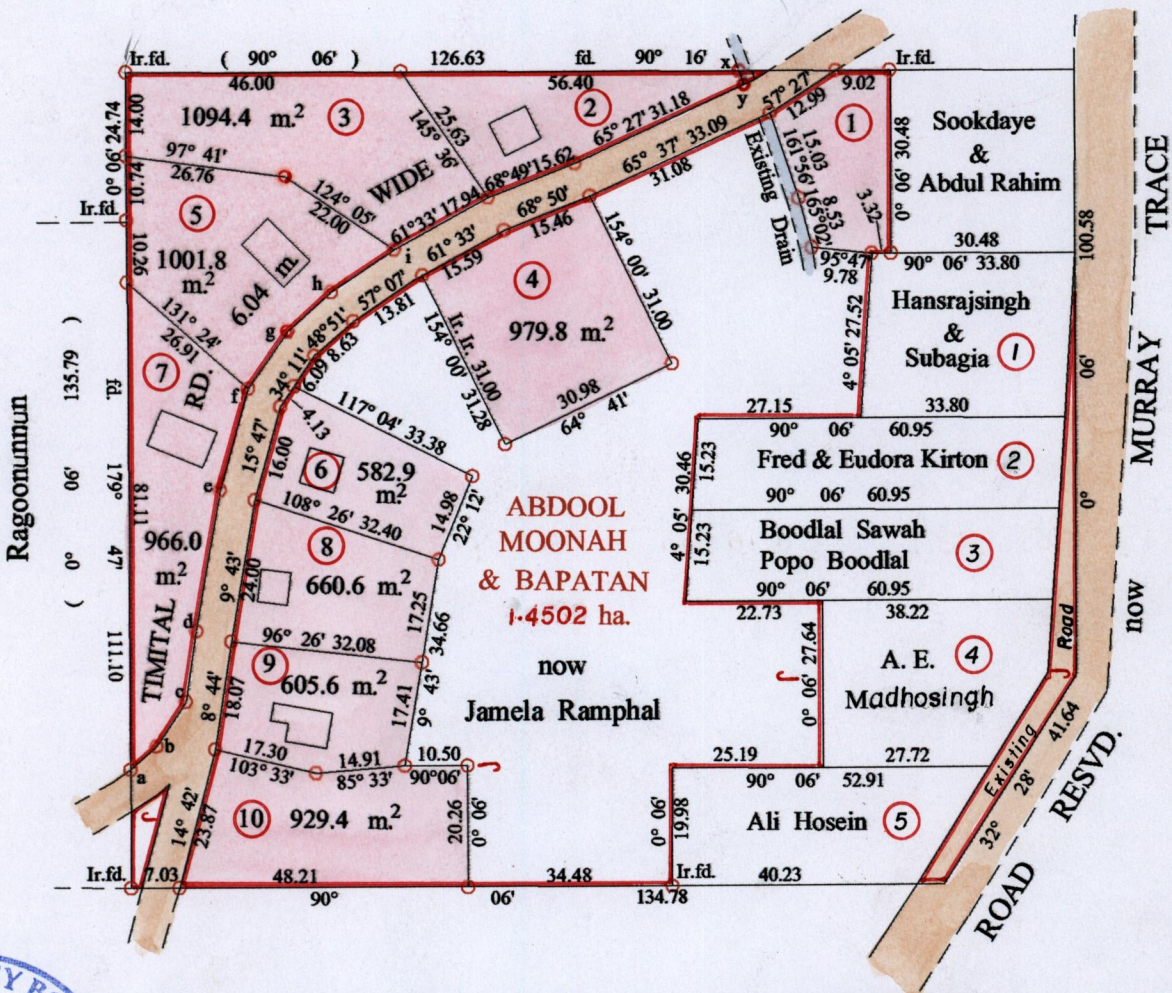 Ir.fd. ( 90° 06' ) 126.63 fd. 90° 16' x Ir.fd.
46.00 56.40 y 57° 27' 9.02
24.74 14.00
1094.4 m.² 3
2
1
25.63
145° 36'
65° 27' 31.18
12.99
Sookdaye
&
Abdul Rahim
30.48
0° 06'
97° 41'
26.76
0° 06' 10.74
124° 05'
22.00
WIDE
68°49' 15.62
65° 37' 33.09
31.08
Existing Drain
15.03
161°56'
8.53
165°02'
3.32
Ir.fd.
5
61°33' 17.94
68° 50'
15.46
i
61° 33'
15.59
95°47'
9.78
30.48
90° 06' 33.80
100.58
MURRAY TRACE
10.26
1001.8
m.²
6.04 m.
h
g
57° 07'
13.81
4
979.8 m²
154° 00' 31.00
Ir. 31.00
154° 00' 31.28
30.98
64° 41'
27.52
4° 05'
Hansrajsingh
&
Subagia 1
06'
131° 24'
26.91
48°51'
8.63
34° 11'
6.09
Ragoonunun
( 0° 06' 135.79 )
179° 47' fd.
81.11
111.10
7
RD.
f
4.13
117° 04' 33.38
15° 47'
16.00
6 582.9
m²
14.98
22° 12'
27.15 33.80
90° 06' 60.95
30.46
15.23
Fred & Eudora Kirton 2
90° 06' 60.95
0°
e
108° 26' 32.40
ABDOOL
MOONAH
& BAPATAN
1.4502 ha.
now
Jamela Ramphal
4° 05'
15.23
Boodlal Sawah
Popo Boodlal 3
90° 06' 60.95
966.0
m²
9° 43'
24.00
8
660.6 m²
17.25
34.66
22.73 38.22
now
TIMITAL
d
96° 26' 32.08
9
605.6 m²
17.41
9° 43'
0° 06' 27.64
A. E. 4
Madhosingh
Existing Road
c
8° 44'
18.07
b
a
17.30
103° 33'
14.91
85° 33'
10.50
90°06'
25.19 27.72
90° 06' 52.91
41.64
32° 28'
ROAD RESVD.
14° 42'
23.87
10 929.4 m²
20.26
0° 06'
0° 06'
19.98
Ali Hosein 5
Ir.fd. 7.03 48.21 34.48 Ir.fd. 40.23
90° 06' 134.78